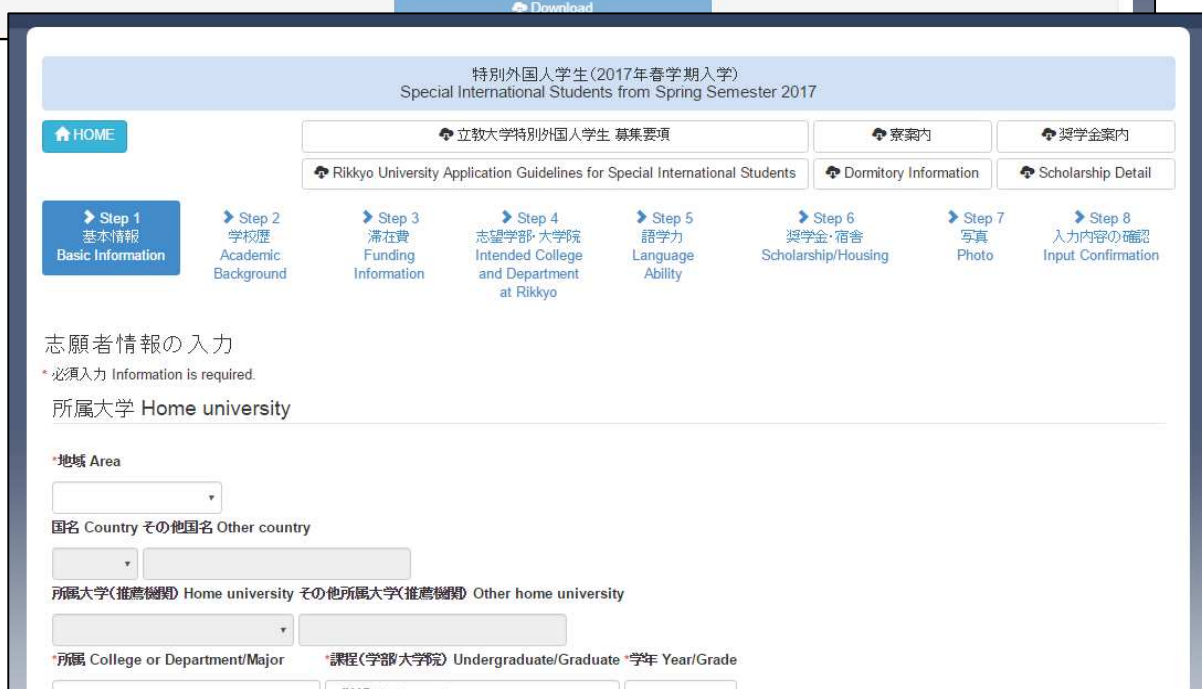 Download
特別外国人学生(2017年春学期入学)
Special International Students from Spring Semester 2017
HOME
立教大学特別外国人学生 募集要項
寮案内
奨学金案内
Rikkyo University Application Guidelines for Special International Students
Dormitory Information
Scholarship Detail
Step 1
基本情報
Basic Information
Step 2
学校歴
Academic
Background
Step 3
滞在費
Funding
Information
Step 4
志望学部・大学院
Intended College
and Department
at Rikkyo
Step 5
語学力
Language
Ability
Step 6
奨学金・宿舎
Scholarship/Housing
Step 7
写真
Photo
Step 8
入力内容の確認
Input Confirmation
志願者情報の入力
* 必須入力 Information is required.
所属大学 Home university
*地域 Area
国名 Country その他国名 Other country
所属大学(推薦機関) Home university その他所属大学(推薦機関) Other home university
*所属 College or Department/Major *課程(学部/大学院) Undergraduate/Graduate *学年 Year/Grade